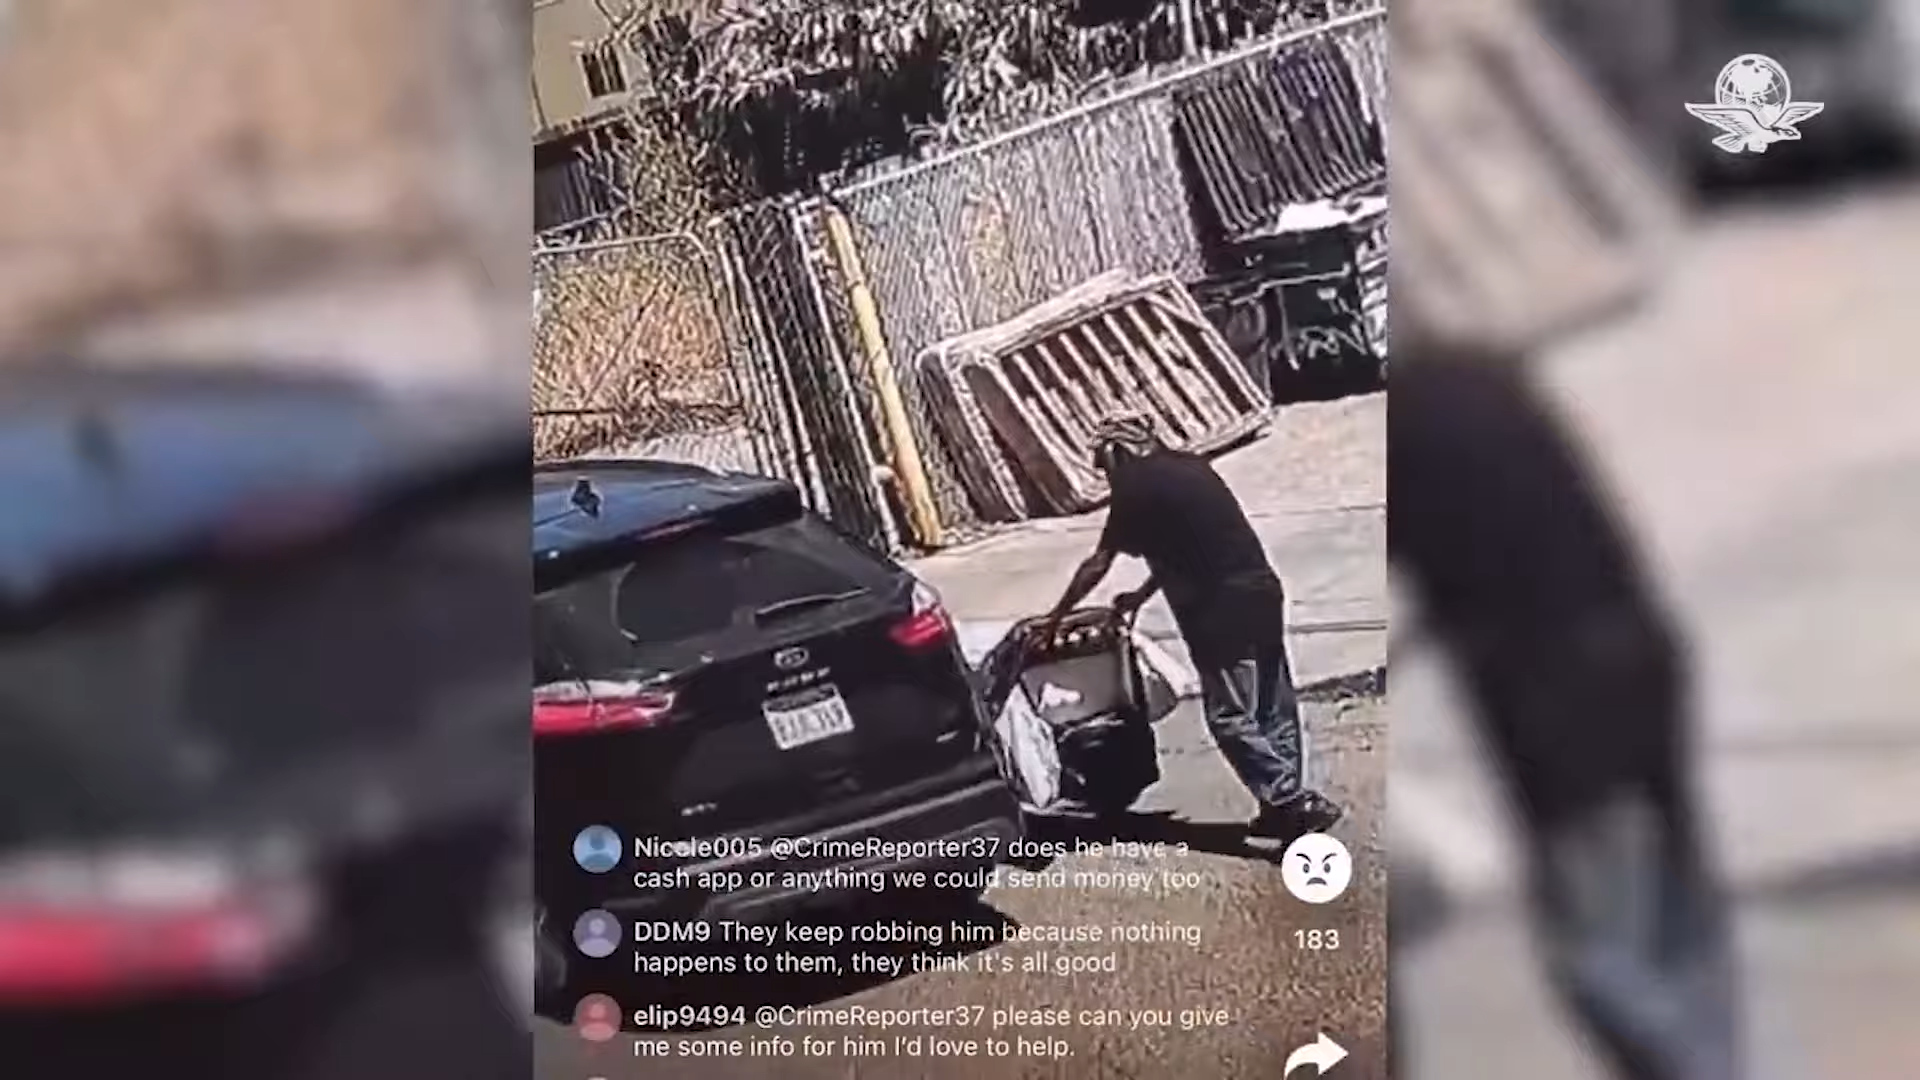 Nicole005 @CrimeReporter37 does he have a
cash app or anything we could send money too
DDM9 They keep robbing him because nothing
happens to them, they think it's all good
183
elip9494 @CrimeReporter37 please can you give
me some info for him I'd love to help.